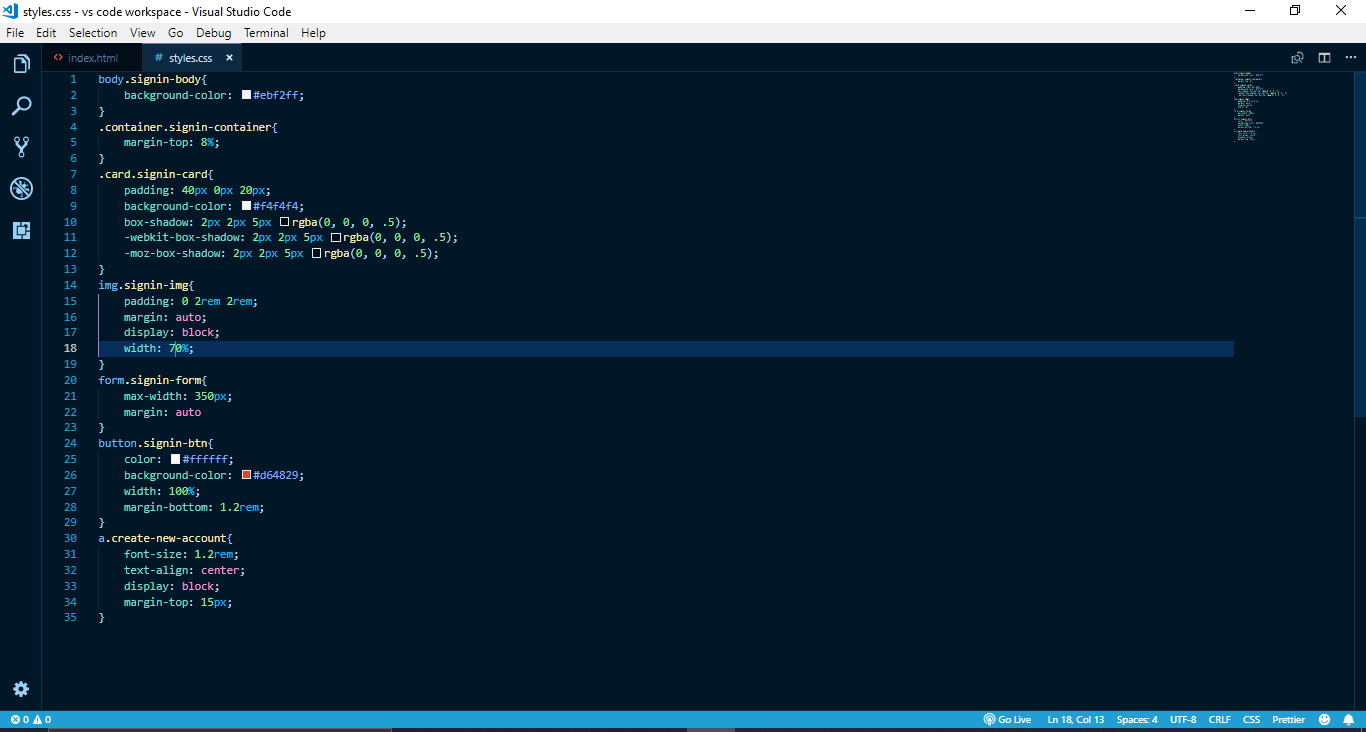 styles.css - vs code workspace - Visual Studio Code
File Edit Selection View Go Debug Terminal Help
<> index.html # styles.css ×
1 body.signin-body{
2     background-color: #ebf2ff;
3 }
4 .container.signin-container{
5     margin-top: 8%;
6 }
7 .card.signin-card{
8     padding: 40px 0px 20px;
9     background-color: #f4f4f4;
10     box-shadow: 2px 2px 5px rgba(0, 0, 0, .5);
11     -webkit-box-shadow: 2px 2px 5px rgba(0, 0, 0, .5);
12     -moz-box-shadow: 2px 2px 5px rgba(0, 0, 0, .5);
13 }
14 img.signin-img{
15     padding: 0 2rem 2rem;
16     margin: auto;
17     display: block;
18     width: 70%;
19 }
20 form.signin-form{
21     max-width: 350px;
22     margin: auto
23 }
24 button.signin-btn{
25     color: #ffffff;
26     background-color: #d64829;
27     width: 100%;
28     margin-bottom: 1.2rem;
29 }
30 a.create-new-account{
31     font-size: 1.2rem;
32     text-align: center;
33     display: block;
34     margin-top: 15px;
35 }
0 0 Go Live Ln 18, Col 13 Spaces: 4 UTF-8 CRLF CSS Prettier